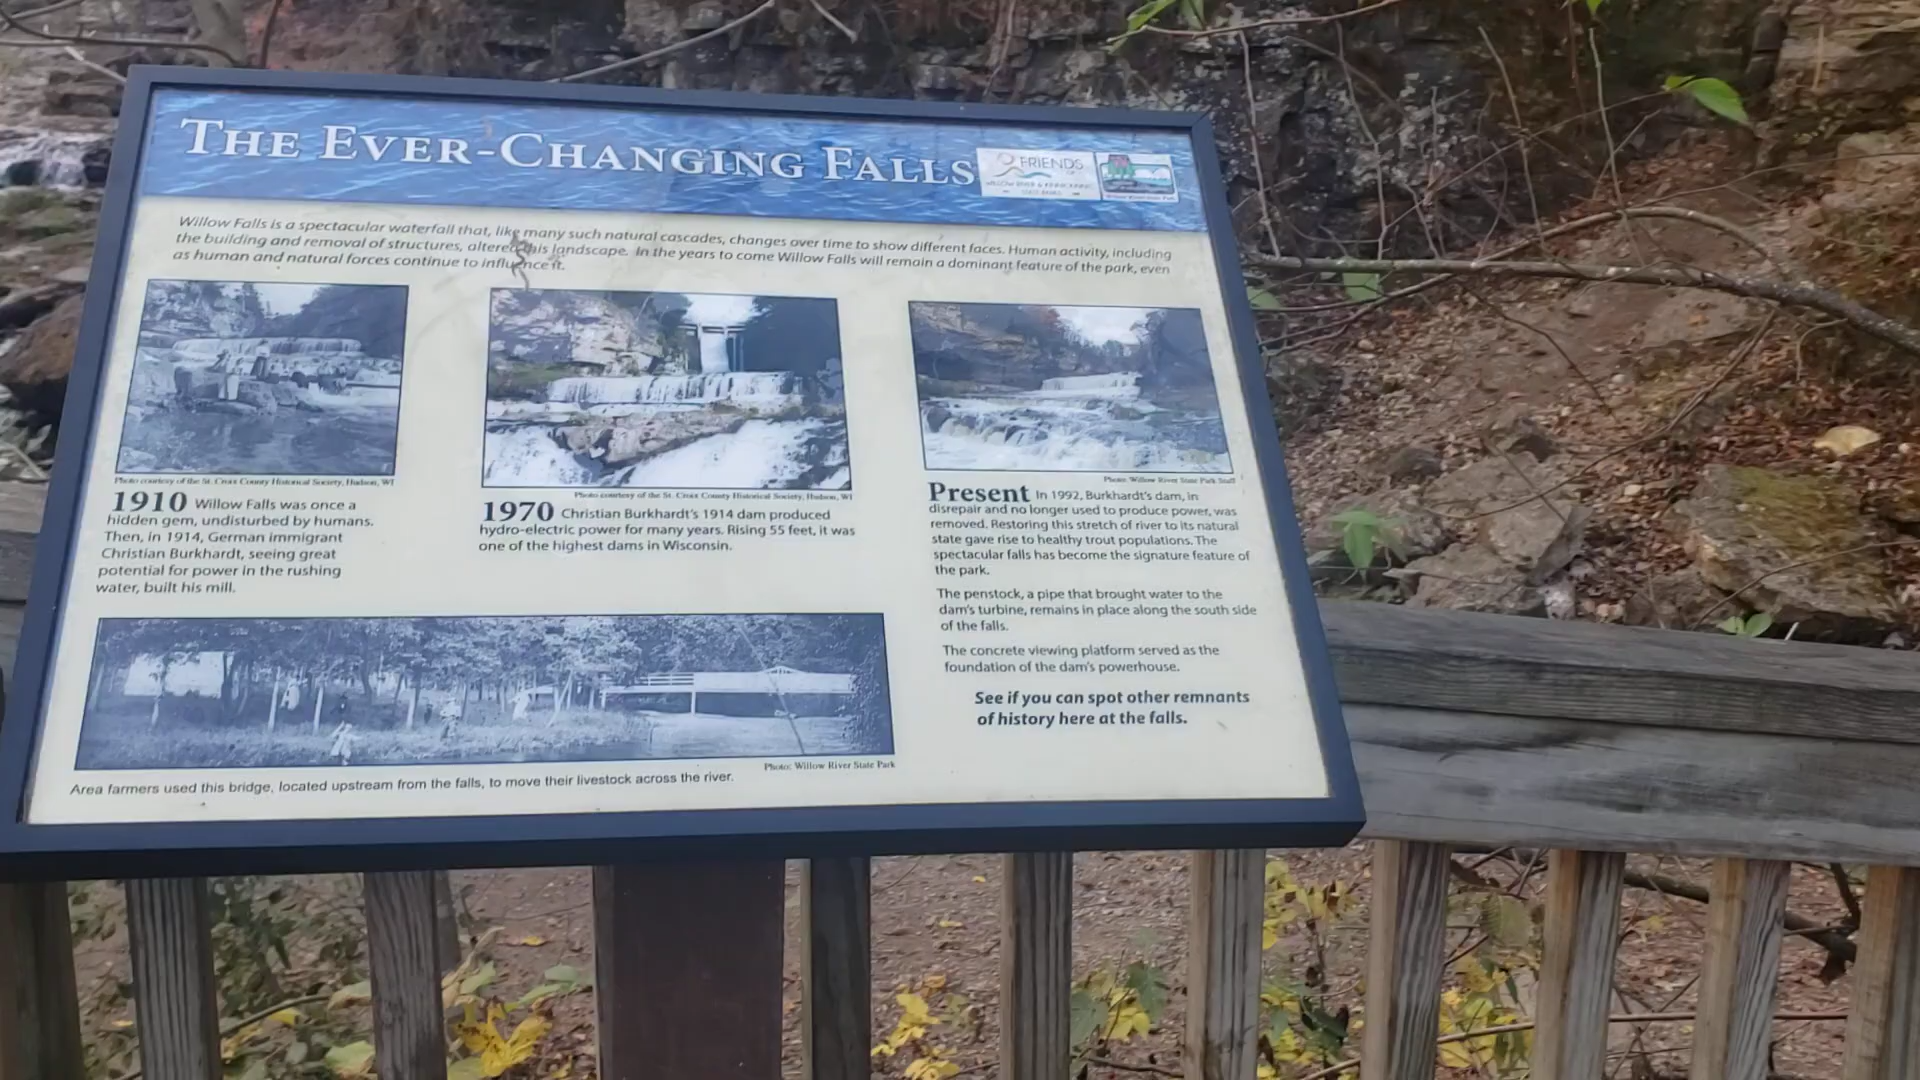 THE EVER-CHANGING FALLS
FRIENDS
OF
WILLOW RIVER & KINNICKINNIC
STATE PARKS
Willow Falls is a spectacular waterfall that, like many such natural cascades, changes over time to show different faces. Human activity, including
the building and removal of structures, altered this landscape. In the years to come Willow Falls will remain a dominant feature of the park, even
as human and natural forces continue to influence it.
Photo courtesy of the St. Croix County Historical Society, Hudson, WI
1910 Willow Falls was once a
hidden gem, undisturbed by humans.
Then, in 1914, German immigrant
Christian Burkhardt, seeing great
potential for power in the rushing
water, built his mill.
Photo courtesy of the St. Croix County Historical Society, Hudson, WI
1970 Christian Burkhardt's 1914 dam produced
hydro-electric power for many years. Rising 55 feet, it was
one of the highest dams in Wisconsin.
Photo: Willow River State Park Staff
Present In 1992, Burkhardt's dam, in
disrepair and no longer used to produce power, was
removed. Restoring this stretch of river to its natural
state gave rise to healthy trout populations. The
spectacular falls has become the signature feature of
the park.
The penstock, a pipe that brought water to the
dam's turbine, remains in place along the south side
of the falls.
The concrete viewing platform served as the
foundation of the dam's powerhouse.
See if you can spot other remnants
of history here at the falls.
Photo: Willow River State Park
Area farmers used this bridge, located upstream from the falls, to move their livestock across the river.